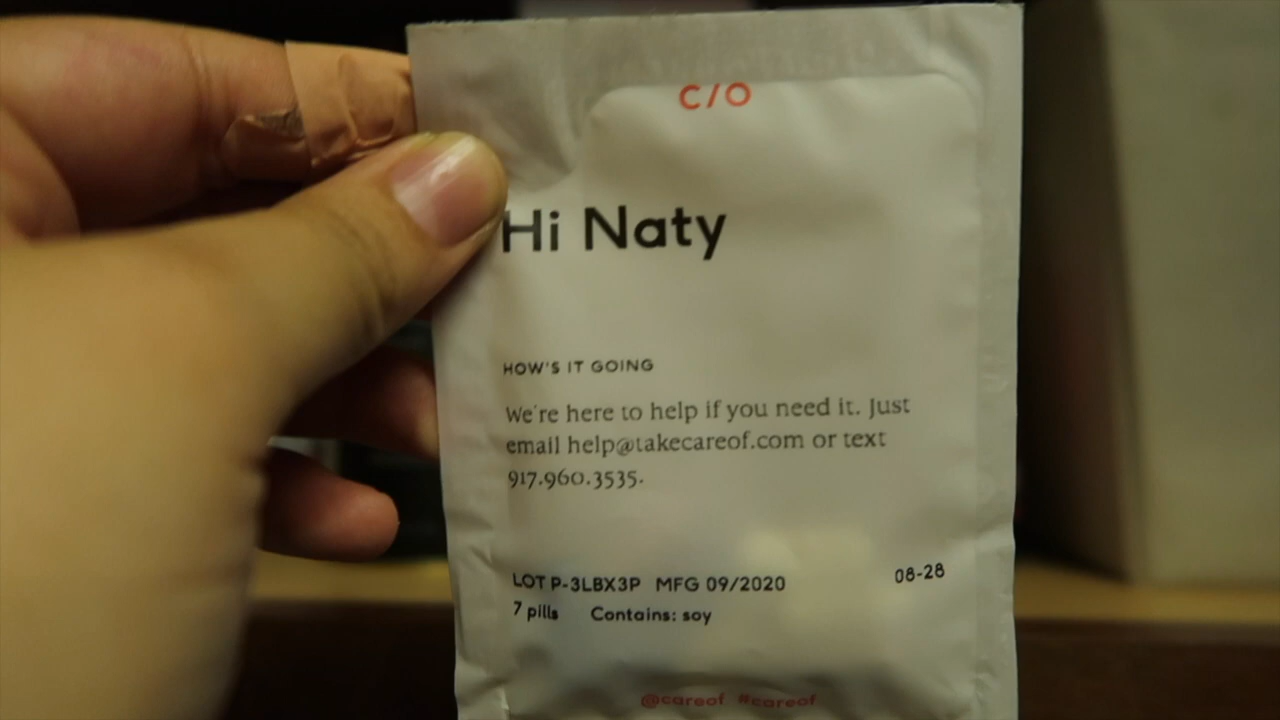 C/O
Hi Naty
HOW'S IT GOING
We're here to help if you need it. Just
email help@takecareof.com or text
917.960.3535.
LOT P-3LBX3P MFG 09/2020 08-28
7 pills Contains: soy
@careof #careof